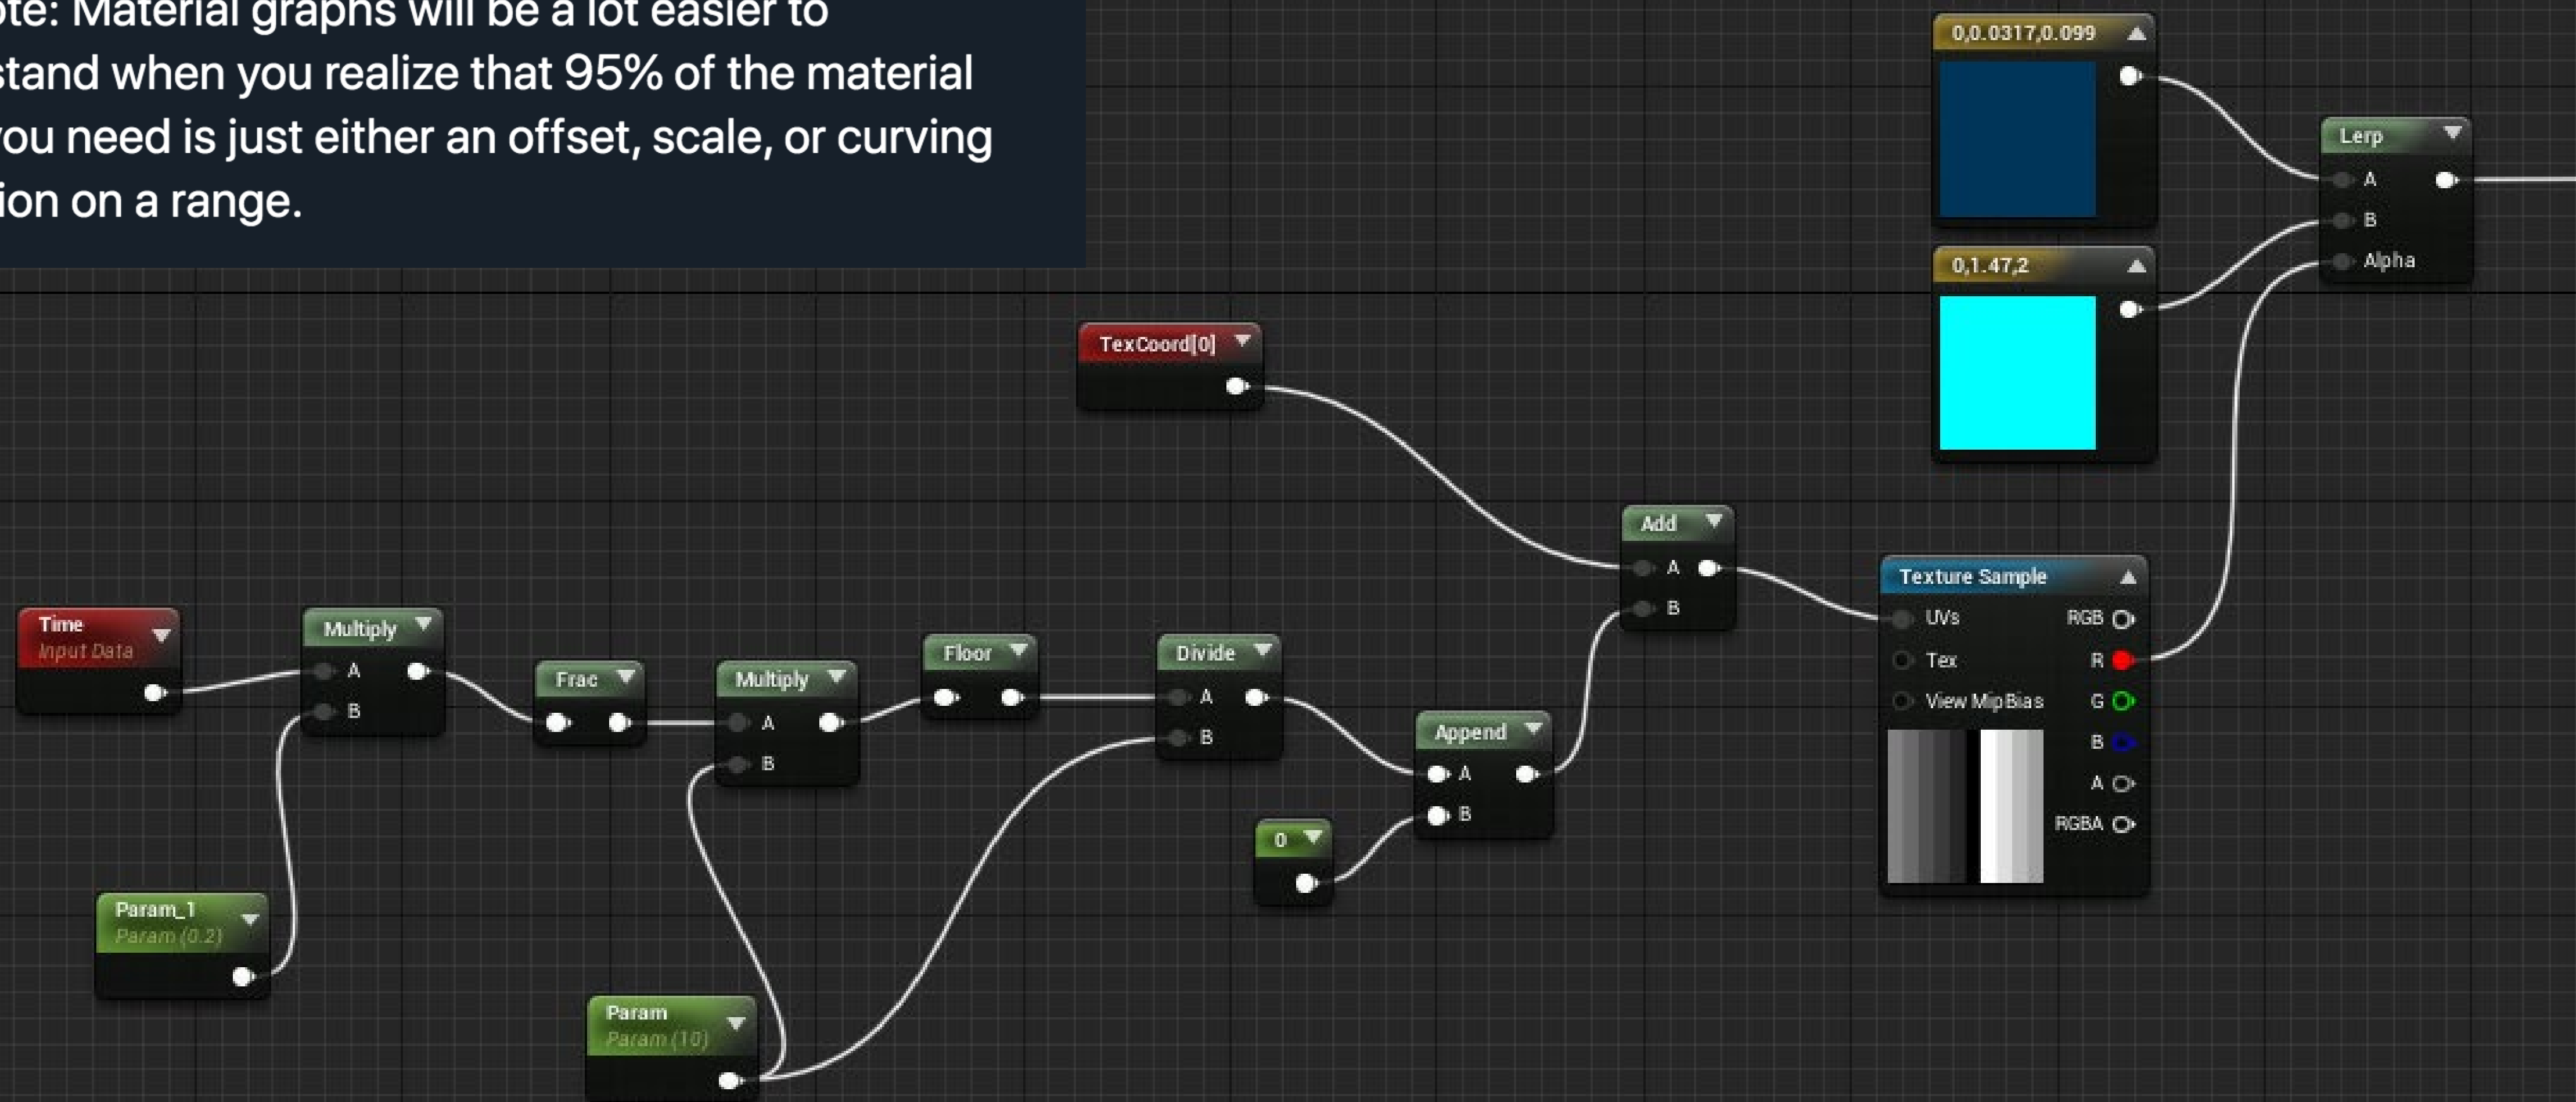 ote: Material graphs will be a lot easier to
stand when you realize that 95% of the material
you need is just either an offset, scale, or curving
ion on a range.
0,0.0317,0.099
Lerp
A
B
Alpha
0,1.47,2
TexCoord[0]
Add
A
B
Texture Sample
UVs
RGB
Tex
R
View MipBias
G
B
A
RGBA
Time
Input Data
Multiply
A
B
Frac
Multiply
A
B
Floor
Divide
A
B
Append
A
B
0
Param_1
Param (0.2)
Param
Param (10)